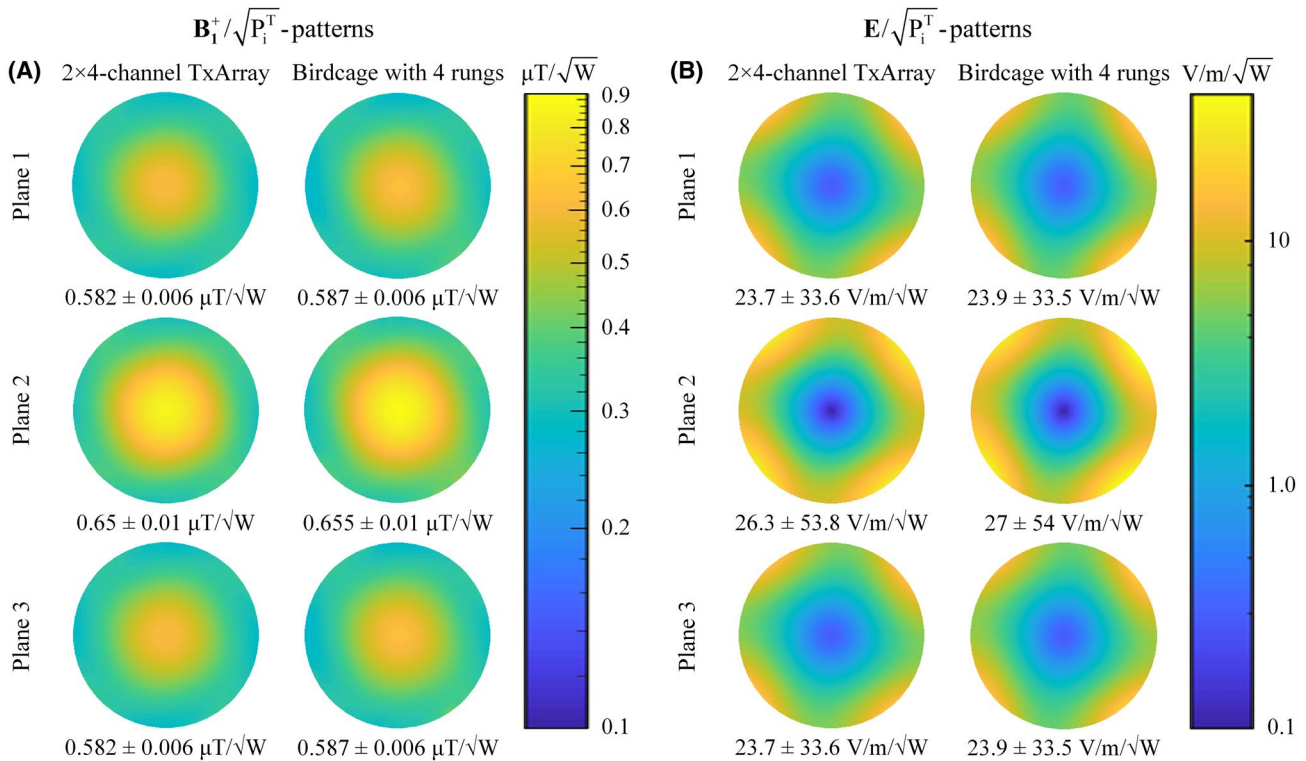 B₁⁺/√PᵢᵀT-patterns
(A) 2×4-channel TxArray Birdcage with 4 rungs µT/√W
Plane 1
0.582 ± 0.006 µT/√W 0.587 ± 0.006 µT/√W
Plane 2
0.65 ± 0.01 µT/√W 0.655 ± 0.01 µT/√W
Plane 3
0.582 ± 0.006 µT/√W 0.587 ± 0.006 µT/√W
0.9
0.8
0.7
0.6
0.5
0.4
0.3
0.2
0.1
E/√Pᵢᵀ-patterns
(B) 2×4-channel TxArray Birdcage with 4 rungs V/m/√W
Plane 1
23.7 ± 33.6 V/m/√W 23.9 ± 33.5 V/m/√W
Plane 2
26.3 ± 53.8 V/m/√W 27 ± 54 V/m/√W
Plane 3
23.7 ± 33.6 V/m/√W 23.9 ± 33.5 V/m/√W
10
1.0
0.1